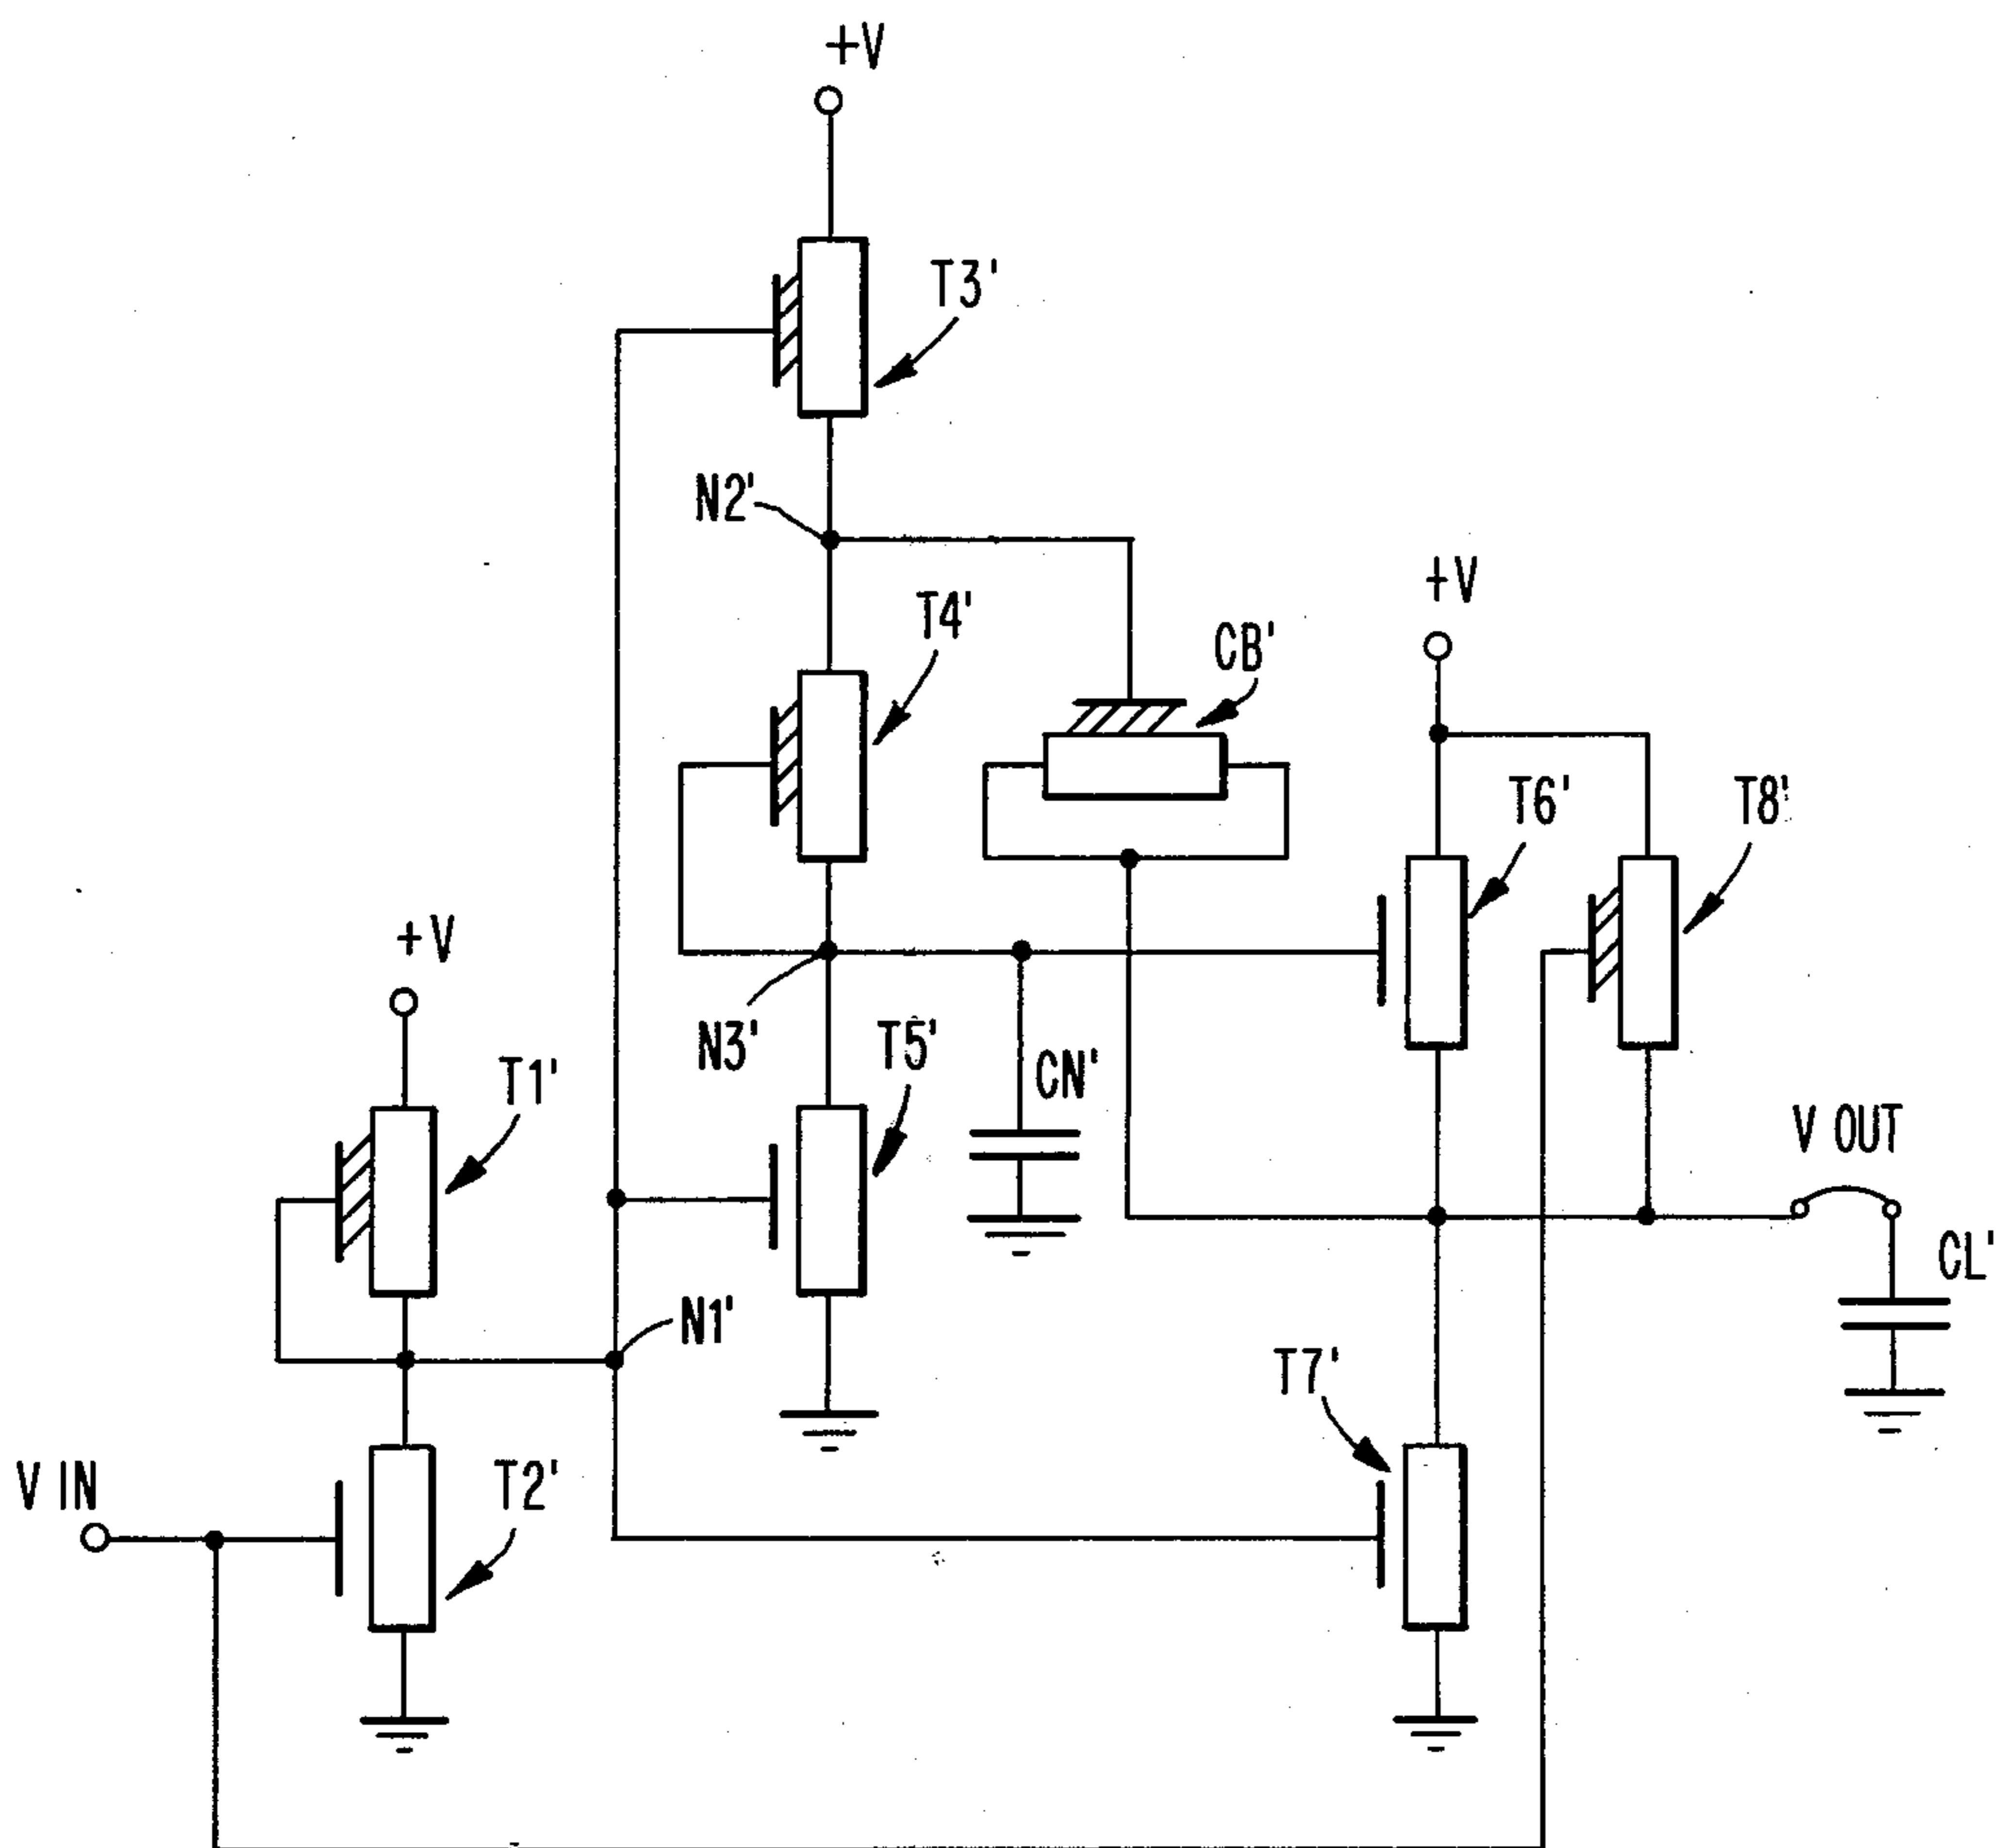 +V
T3'
N2'
T4'
CB'
+V
T6'
T8'
+V
N3'
T5'
CN'
T1'
V OUT
CL'
N1'
T7'
V IN
T2'